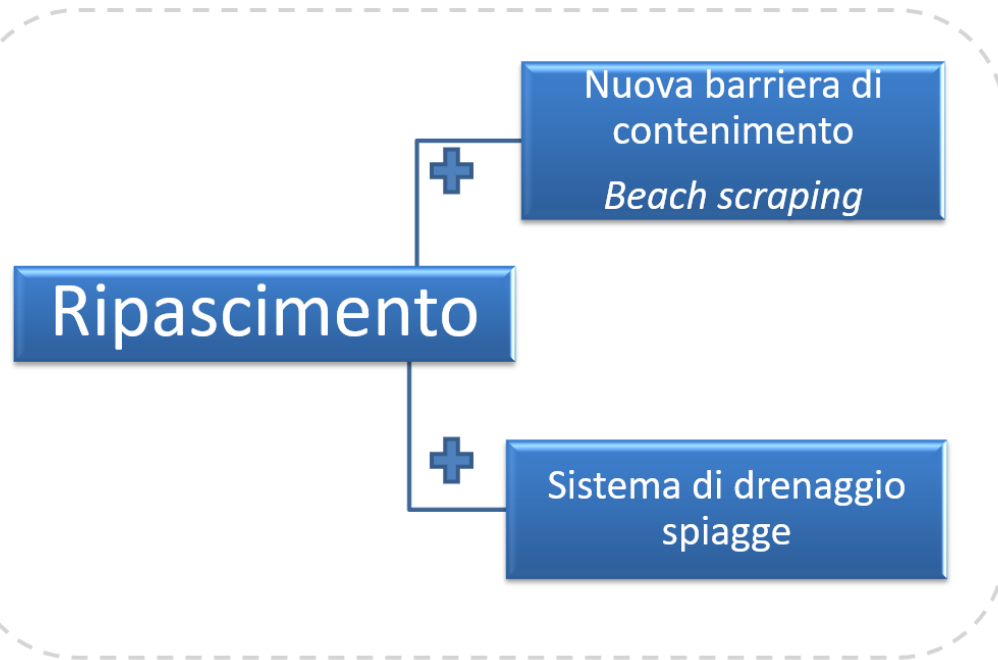 Nuova barriera di
contenimento
Beach scraping
Ripascimento
Sistema di drenaggio
spiagge